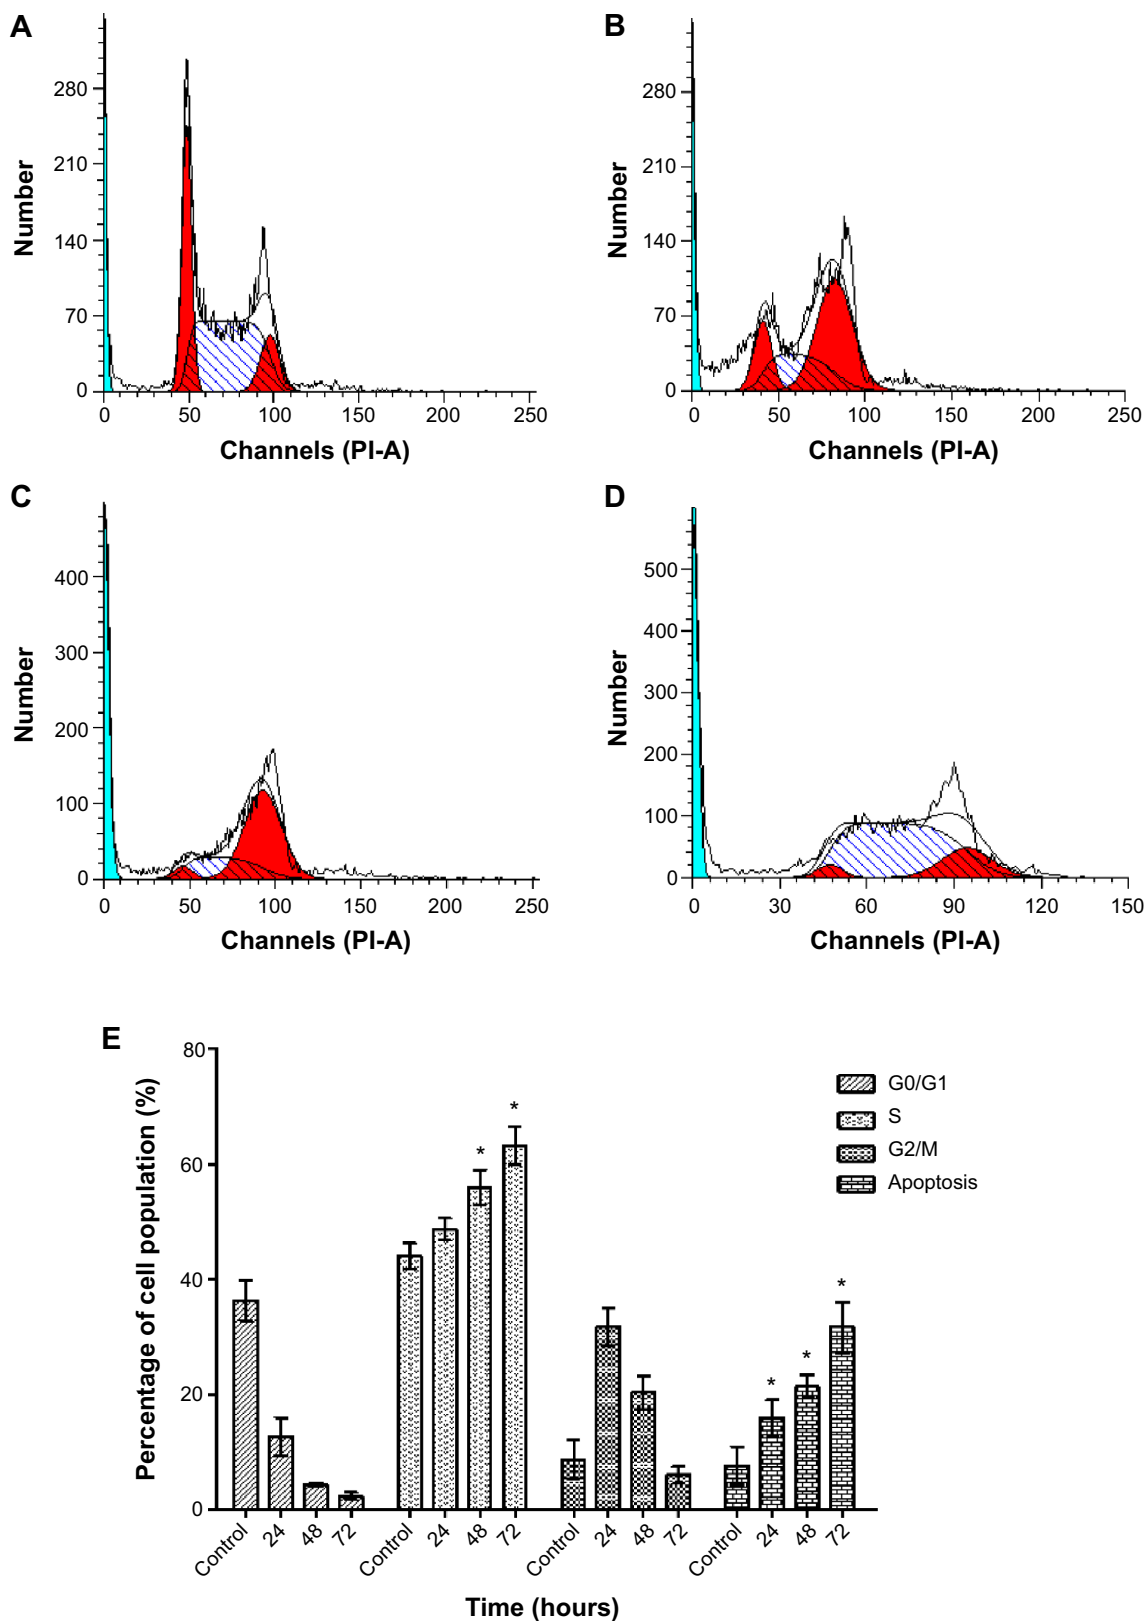 A
Number
280
210
140
70
0
0 50 100 150 200 250
Channels (PI-A)
B
Number
280
210
140
70
0
0 50 100 150 200 250
Channels (PI-A)
C
Number
400
300
200
100
0
0 50 100 150 200 250
Channels (PI-A)
D
Number
500
400
300
200
100
0
0 30 60 90 120 150
Channels (PI-A)
E
Percentage of cell population (%)
80
60
40
20
0
* *
* * *
G0/G1
S
G2/M
Apoptosis
Control 24 48 72 Control 24 48 72 Control 24 48 72 Control 24 48 72
Time (hours)